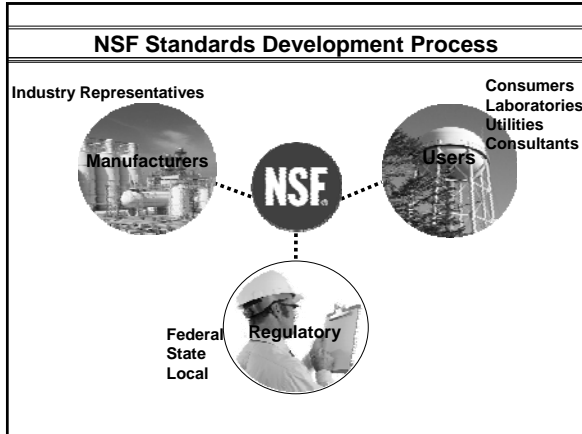 NSF Standards Development Process
Industry Representatives
Manufacturers
NSF®
Consumers
Laboratories
Utilities
Consultants
Users
Federal
State
Local
Regulatory